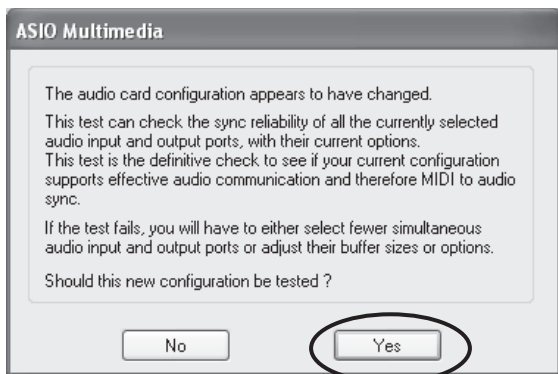 ASIO Multimedia
The audio card configuration appears to have changed.
This test can check the sync reliability of all the currently selected
audio input and output ports, with their current options.
This test is the definitive check to see if your current configuration
supports effective audio communication and therefore MIDI to audio
sync.
If the test fails, you will have to either select fewer simultaneous
audio input and output ports or adjust their buffer sizes or options.
Should this new configuration be tested ?
No
Yes